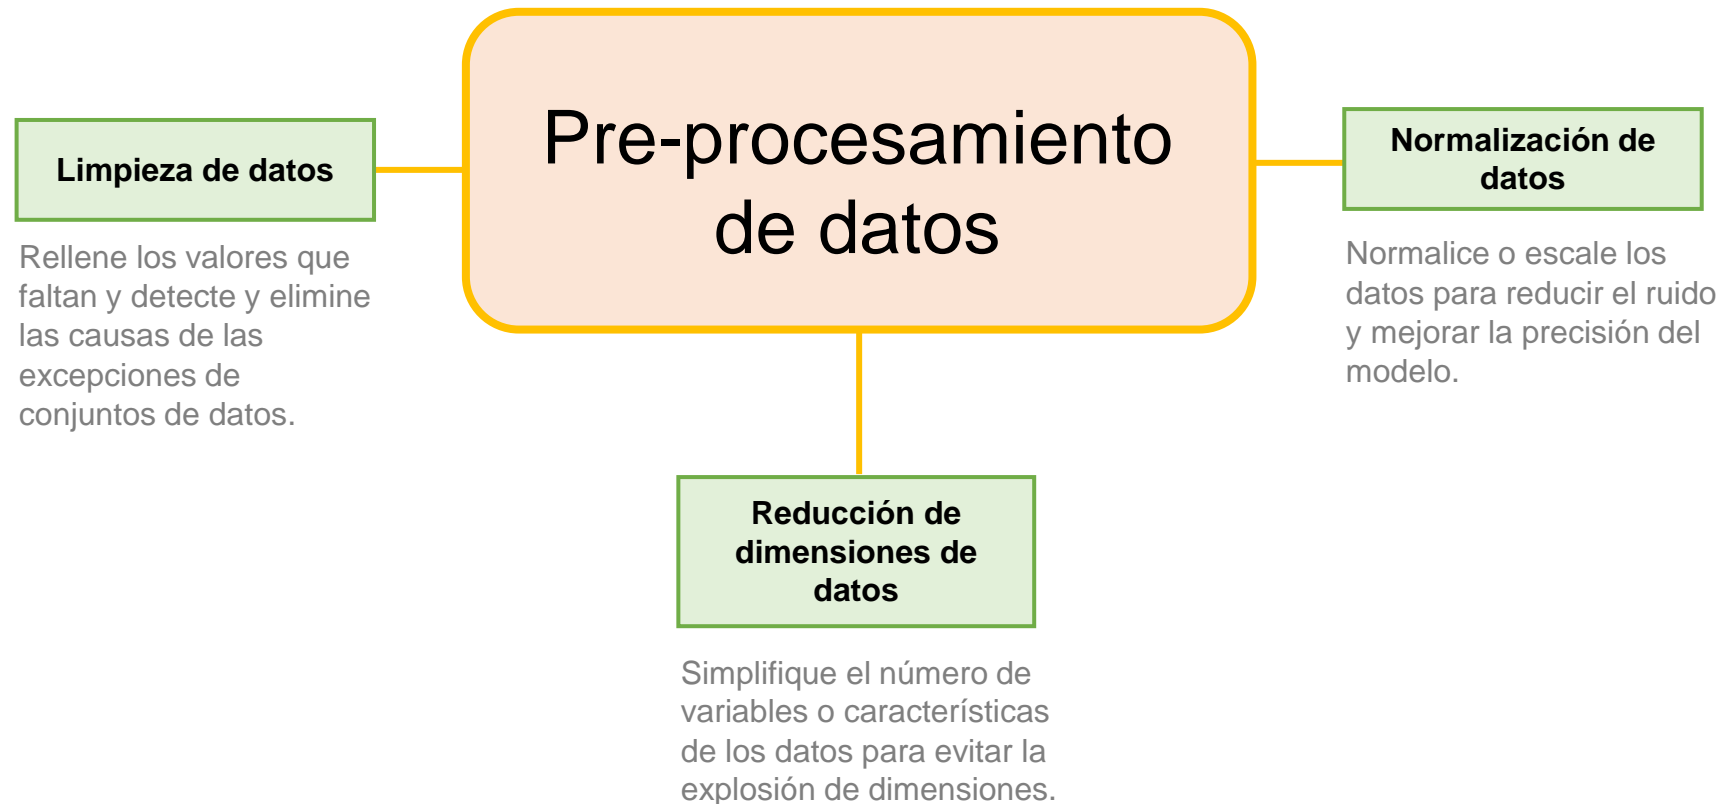 Pre-procesamiento
de datos
Limpieza de datos
Rellene los valores que
faltan y detecte y elimine
las causas de las
excepciones de
conjuntos de datos.
Normalización de
datos
Normalice o escale los
datos para reducir el ruido
y mejorar la precisión del
modelo.
Reducción de
dimensiones de
datos
Simplifique el número de
variables o características
de los datos para evitar la
explosión de dimensiones.